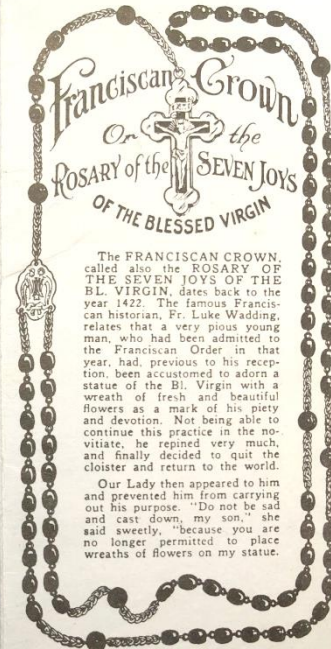 Franciscan Crown
Or the
ROSARY of the SEVEN JOYS
OF THE BLESSED VIRGIN
The FRANCISCAN CROWN,
called also the ROSARY OF
THE SEVEN JOYS OF THE
BL. VIRGIN, dates back to the
year 1422. The famous Francis-
can historian, Fr. Luke Wadding,
relates that a very pious young
man, who had been admitted to
the Franciscan Order in that
year, had, previous to his recep-
tion, been accustomed to adorn a
statue of the Bl. Virgin with a
wreath of fresh and beautiful
flowers as a mark of his piety
and devotion. Not being able to
continue this practice in the no-
vitiate, he repined very much,
and finally decided to quit the
cloister and return to the world.
Our Lady then appeared to him
and prevented him from carrying
out his purpose. "Do not be sad
and cast down, my son," she
said sweetly, "because you are
no longer permitted to place
wreaths of flowers on my statue.